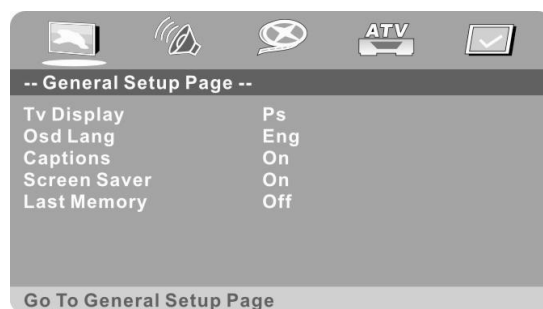 ATV
-- General Setup Page --
Tv Display Ps
Osd Lang Eng
Captions On
Screen Saver On
Last Memory Off
Go To General Setup Page